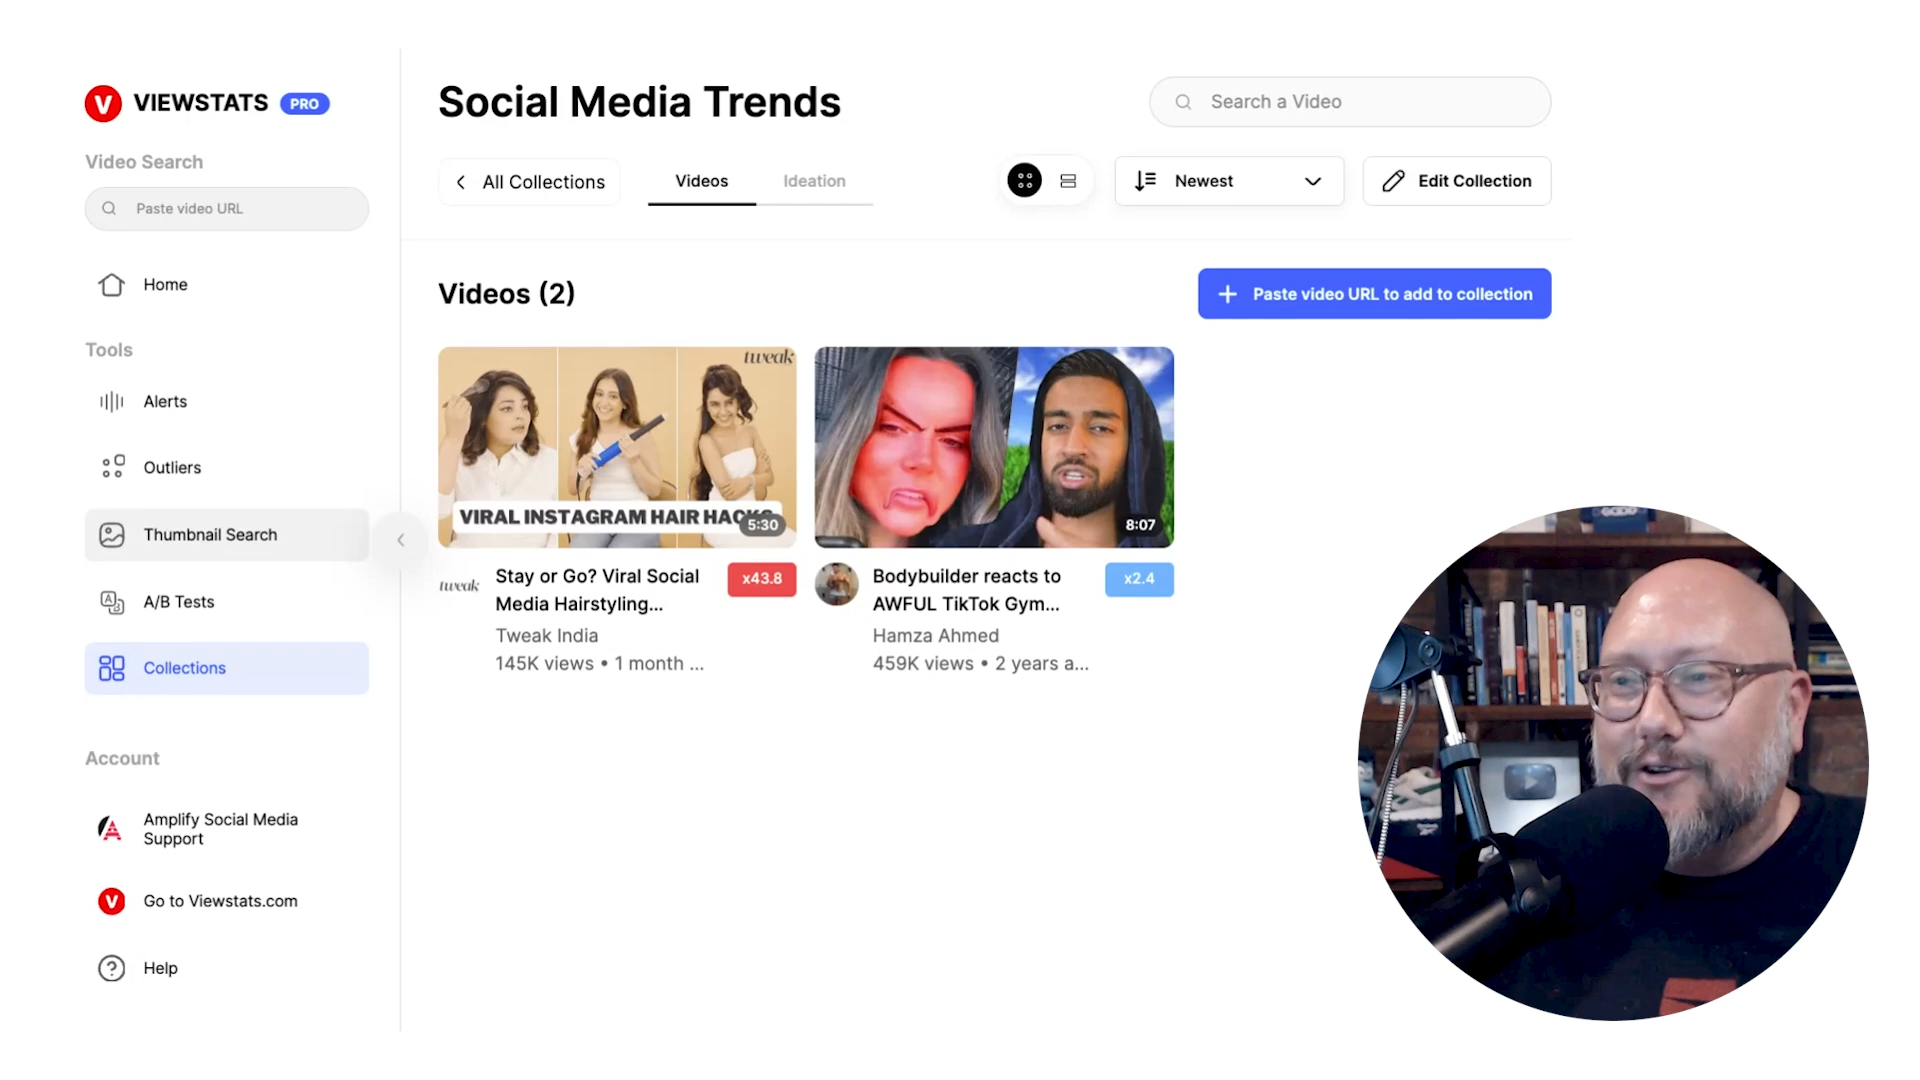 VIEWSTATS PRO
Video Search
Paste video URL
Home
Tools
Alerts
Outliers
Thumbnail Search
A/B Tests
Collections
Account
Amplify Social Media
Support
Go to Viewstats.com
Help
Social Media Trends
Search a Video
All Collections
Videos
Ideation
Newest
Edit Collection
Videos (2)
Paste video URL to add to collection
tweak
VIRAL INSTAGRAM HAIR HACKS
5:30
8:07
tweak
Stay or Go? Viral Social
Media Hairstyling...
x43.8
Tweak India
145K views • 1 month ...
Bodybuilder reacts to
AWFUL TikTok Gym...
x2.4
Hamza Ahmed
459K views • 2 years a...